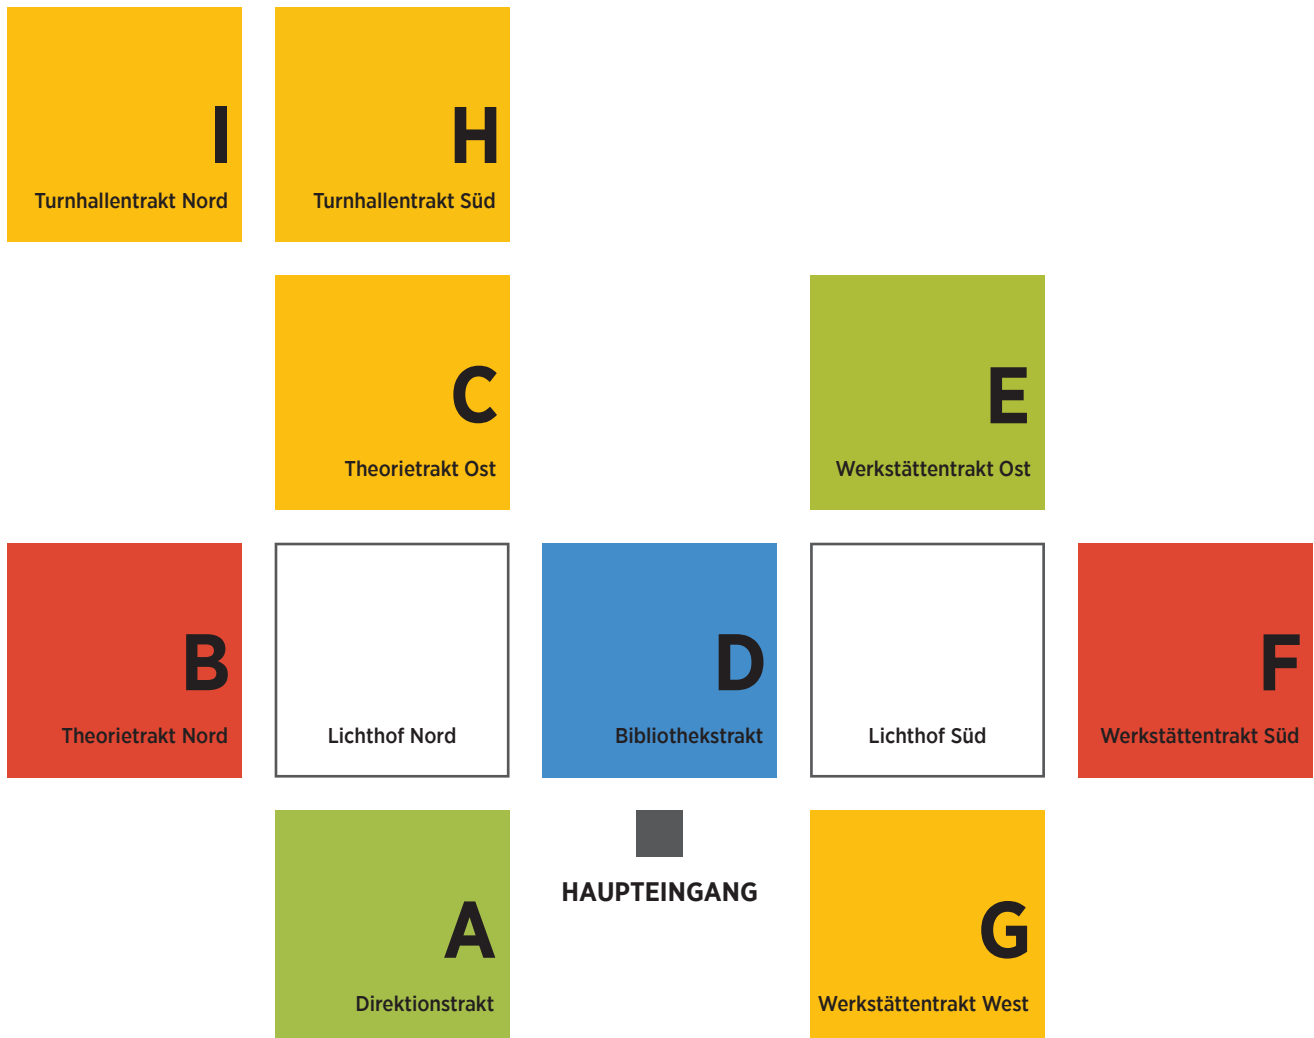 I
Turnhallentrakt Nord
H
Turnhallentrakt Süd
C
Theorietrakt Ost
E
Werkstättentrakt Ost
B
Theorietrakt Nord
Lichthof Nord
D
Bibliothekstrakt
Lichthof Süd
F
Werkstättentrakt Süd
A
Direktionstrakt
HAUPTEINGANG
G
Werkstättentrakt West